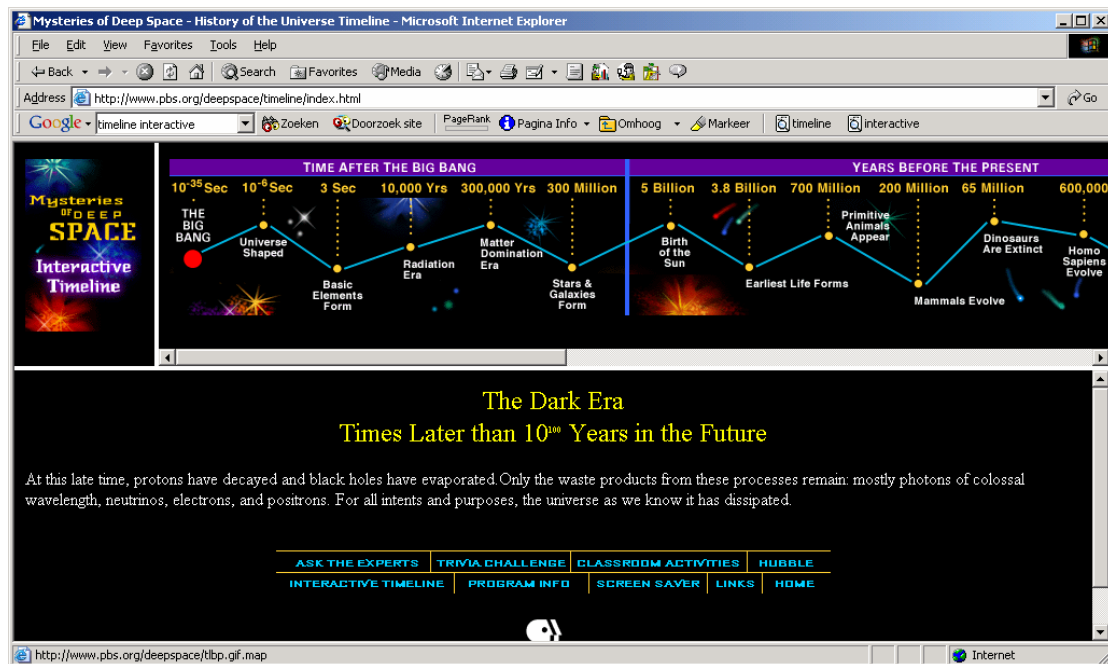 Mysteries of Deep Space - History of the Universe Timeline - Microsoft Internet Explorer
File Edit View Favorites Tools Help
Back Search Favorites Media
Address http://www.pbs.org/deepspace/timeline/index.html Go
Google timeline interactive Zoeken Doorzoek site PageRank Pagina Info Omhoog Markeer timeline interactive
Mysteries
OF DEEP
SPACE
Interactive
Timeline
TIME AFTER THE BIG BANG YEARS BEFORE THE PRESENT
10⁻³⁵ Sec 10⁻⁶ Sec 3 Sec 10,000 Yrs 300,000 Yrs 300 Million 5 Billion 3.8 Billion 700 Million 200 Million 65 Million 600,000
THE
BIG
BANG
Universe
Shaped
Basic
Elements
Form
Radiation
Era
Matter
Domination
Era
Stars &
Galaxies
Form
Birth
of the
Sun
Earliest Life Forms
Primitive
Animals
Appear
Mammals Evolve
Dinosaurs
Are Extinct
Homo
Sapiens
Evolve
The Dark Era
Times Later than 10¹⁰⁰ Years in the Future
At this late time, protons have decayed and black holes have evaporated.Only the waste products from these processes remain: mostly photons of colossal
wavelength, neutrinos, electrons, and positrons. For all intents and purposes, the universe as we know it has dissipated.
ASK THE EXPERTS TRIVIA CHALLENGE CLASSROOM ACTIVITIES HUBBLE
INTERACTIVE TIMELINE PROGRAM INFO SCREEN SAVER LINKS HOME
http://www.pbs.org/deepspace/tlbp.gif.map Internet